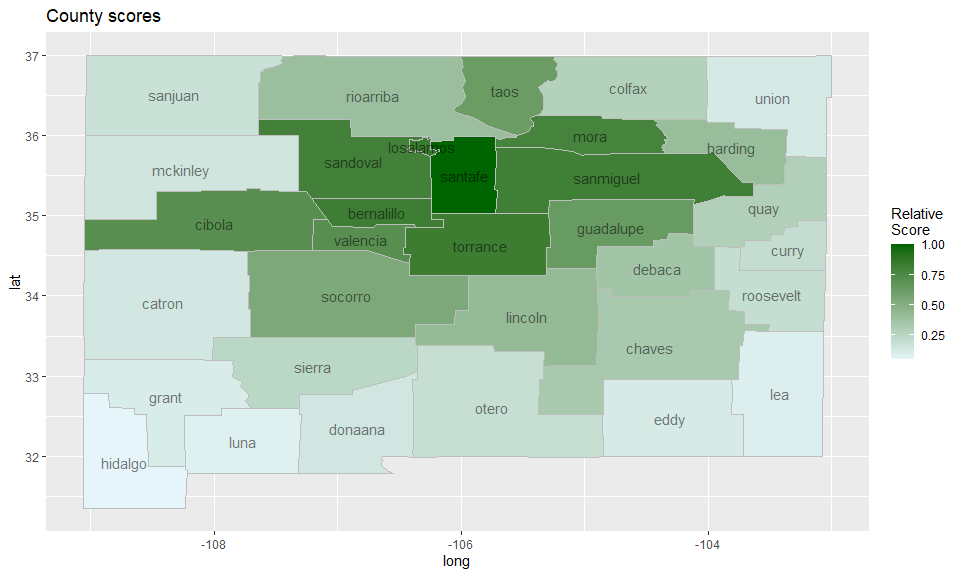 County scores
37
36
35
34
33
32
lat
sanjuan
rioarriba
taos
colfax
union
mckinley
sandoval
losalamos
santafe
mora
harding
sanmiguel
quay
cibola
bernalillo
valencia
torrance
guadalupe
curry
debaca
roosevelt
catron
socorro
lincoln
chaves
sierra
grant
otero
lea
eddy
donaana
luna
hidalgo
-108
-106
-104
long
Relative
Score
1.00
0.75
0.50
0.25